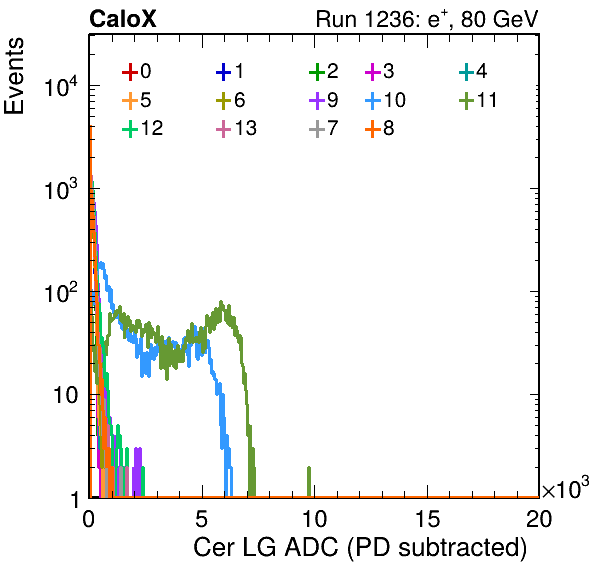 CaloX Run 1236: e⁺, 80 GeV
Events
0 1 2 3 4
5 6 9 10 11
12 13 7 8
10⁴
10³
10²
10
1
0 5 10 15 20
×10³
Cer LG ADC (PD subtracted)